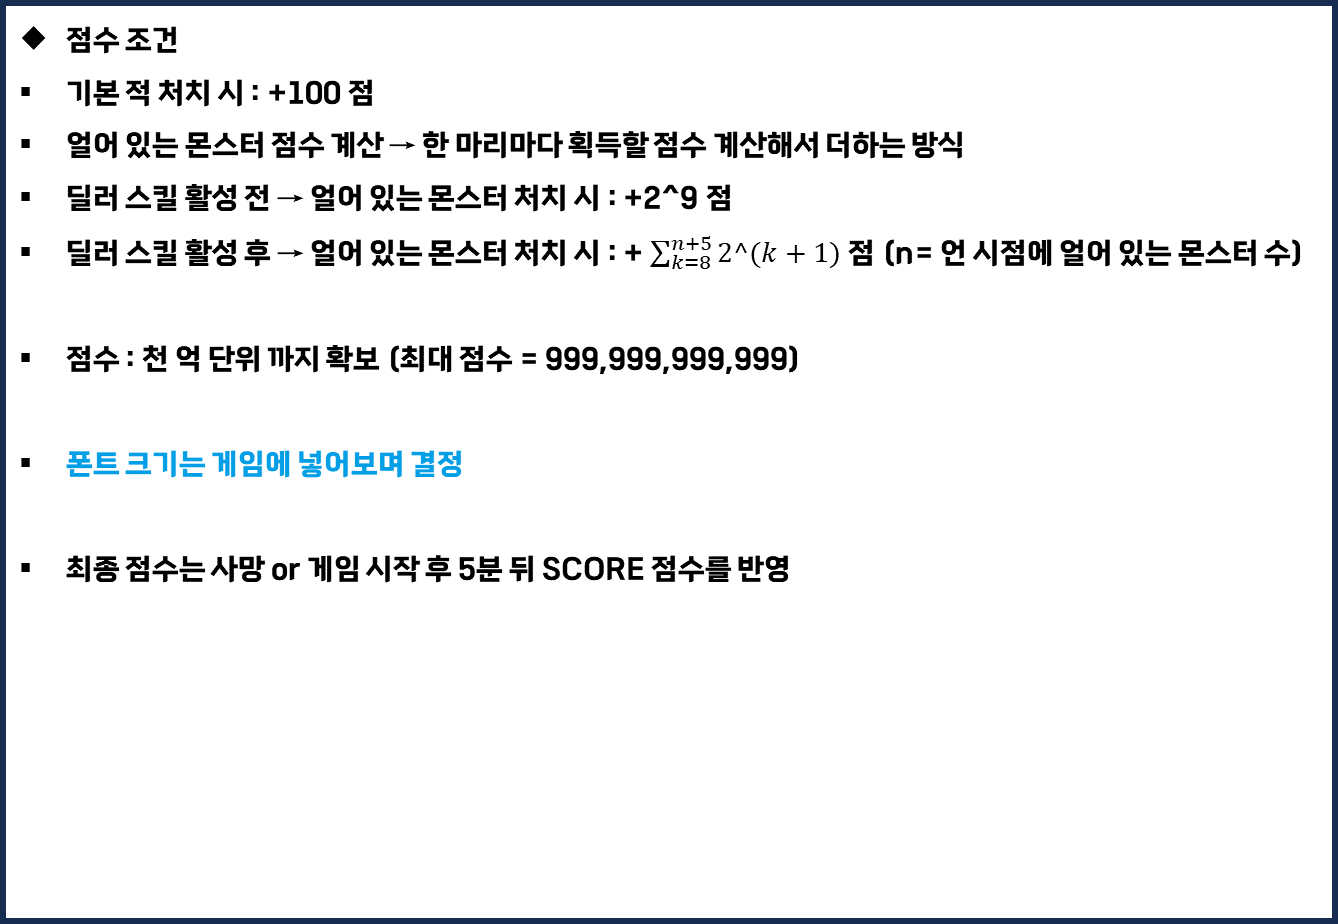 ◆ 점수 조건
▪ 기본 적 처치 시 : +100 점
▪ 얼어 있는 몬스터 점수 계산 → 한 마리마다 획득할 점수 계산해서 더하는 방식
▪ 딜러 스킬 활성 전 → 얼어 있는 몬스터 처치 시 : +2^9 점
▪ 딜러 스킬 활성 후 → 얼어 있는 몬스터 처치 시 : + ∑_{k=8}^{n+5} 2^(k + 1) 점 (n= 언 시점에 얼어 있는 몬스터 수)
▪ 점수 : 천 억 단위 까지 확보 (최대 점수 = 999,999,999,999)
▪ 폰트 크기는 게임에 넣어보며 결정
▪ 최종 점수는 사망 or 게임 시작 후 5분 뒤 SCORE 점수를 반영